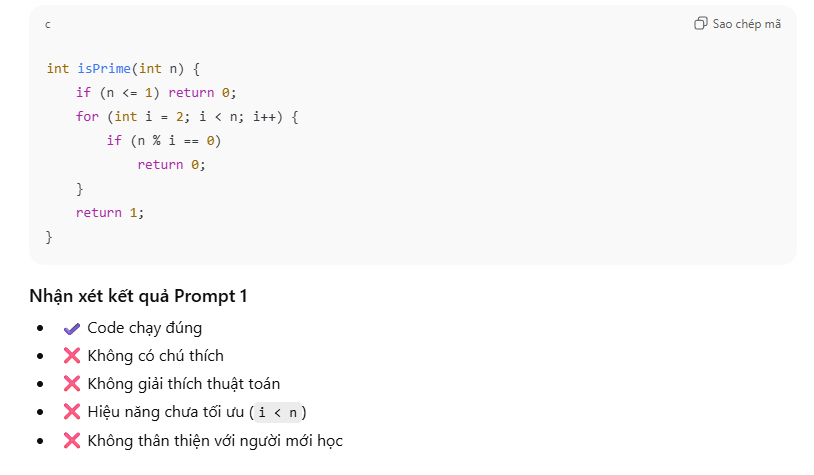 c
Sao chép mã
int isPrime(int n) {
    if (n <= 1) return 0;
    for (int i = 2; i < n; i++) {
        if (n % i == 0)
            return 0;
    }
    return 1;
}
Nhận xét kết quả Prompt 1
• ✔ Code chạy đúng
• ❌ Không có chú thích
• ❌ Không giải thích thuật toán
• ❌ Hiệu năng chưa tối ưu (i < n)
• ❌ Không thân thiện với người mới học